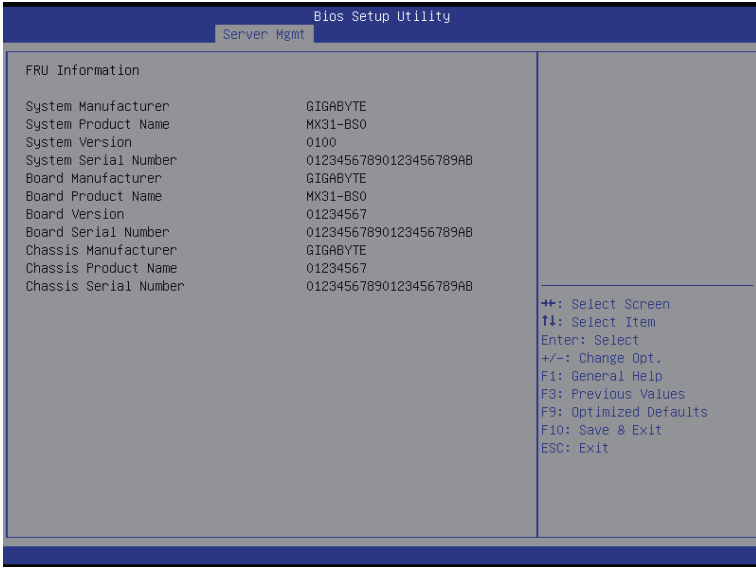 Bios Setup Utility
Server Mgmt
FRU Information
System Manufacturer GIGABYTE
System Product Name MX31-BS0
System Version 0100
System Serial Number 01234567890123456789AB
Board Manufacturer GIGABYTE
Board Product Name MX31-BS0
Board Version 01234567
Board Serial Number 01234567890123456789AB
Chassis Manufacturer GIGABYTE
Chassis Product Name 01234567
Chassis Serial Number 01234567890123456789AB
→←: Select Screen
↑↓: Select Item
Enter: Select
+/-: Change Opt.
F1: General Help
F3: Previous Values
F9: Optimized Defaults
F10: Save & Exit
ESC: Exit